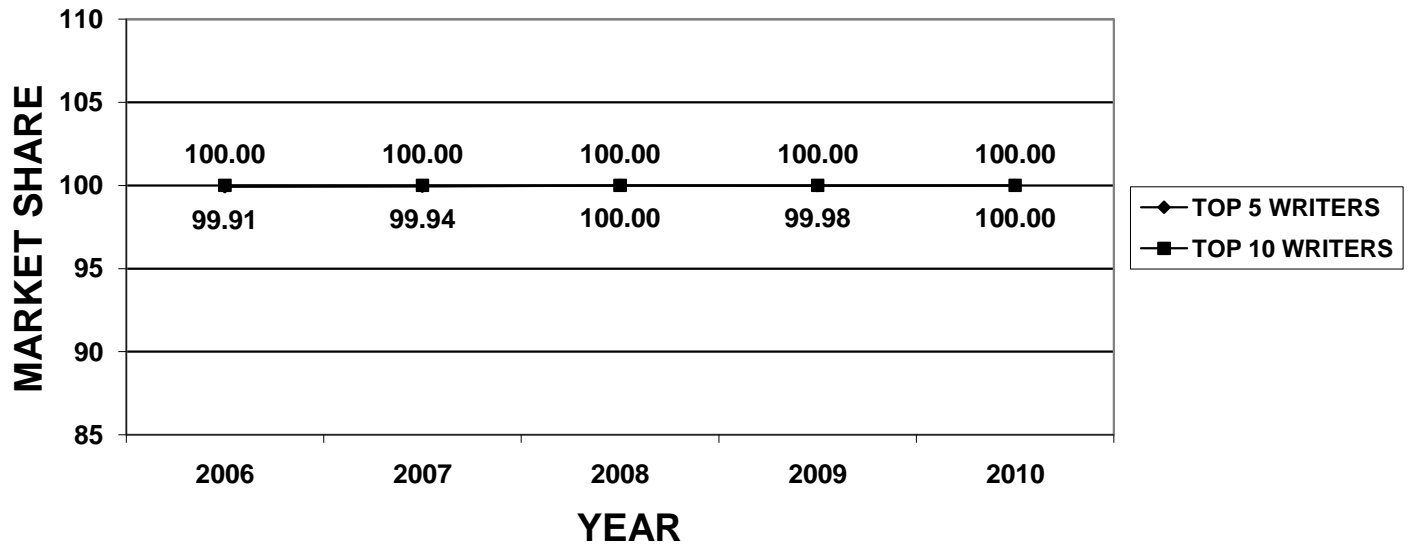 110
105
100
95
90
85
MARKET SHARE
100.00 100.00 100.00 100.00 100.00
99.91 99.94 100.00 99.98 100.00
2006 2007 2008 2009 2010
YEAR
TOP 5 WRITERS
TOP 10 WRITERS